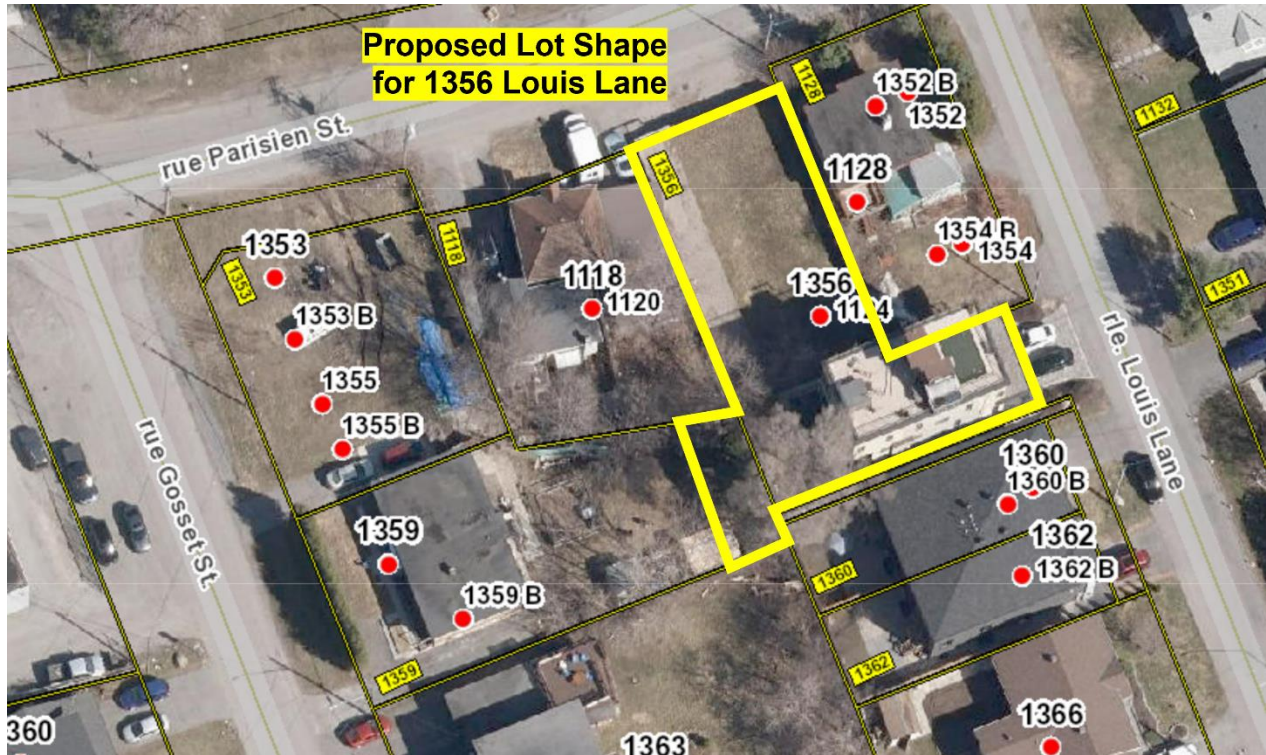 Proposed Lot Shape
for 1356 Louis Lane
rue Parisien St.
1128
1352 B
1352
1132
1356
1128
1353
1118
1354 B
1354
1353
1118
1356
1351
1353 B
1120
1124
rle. Louis Lane
1355
rue Gosset St.
1355 B
1360
1360 B
1359
1362
1360
1362 B
1359 B
1359
1362
360
1363
1366